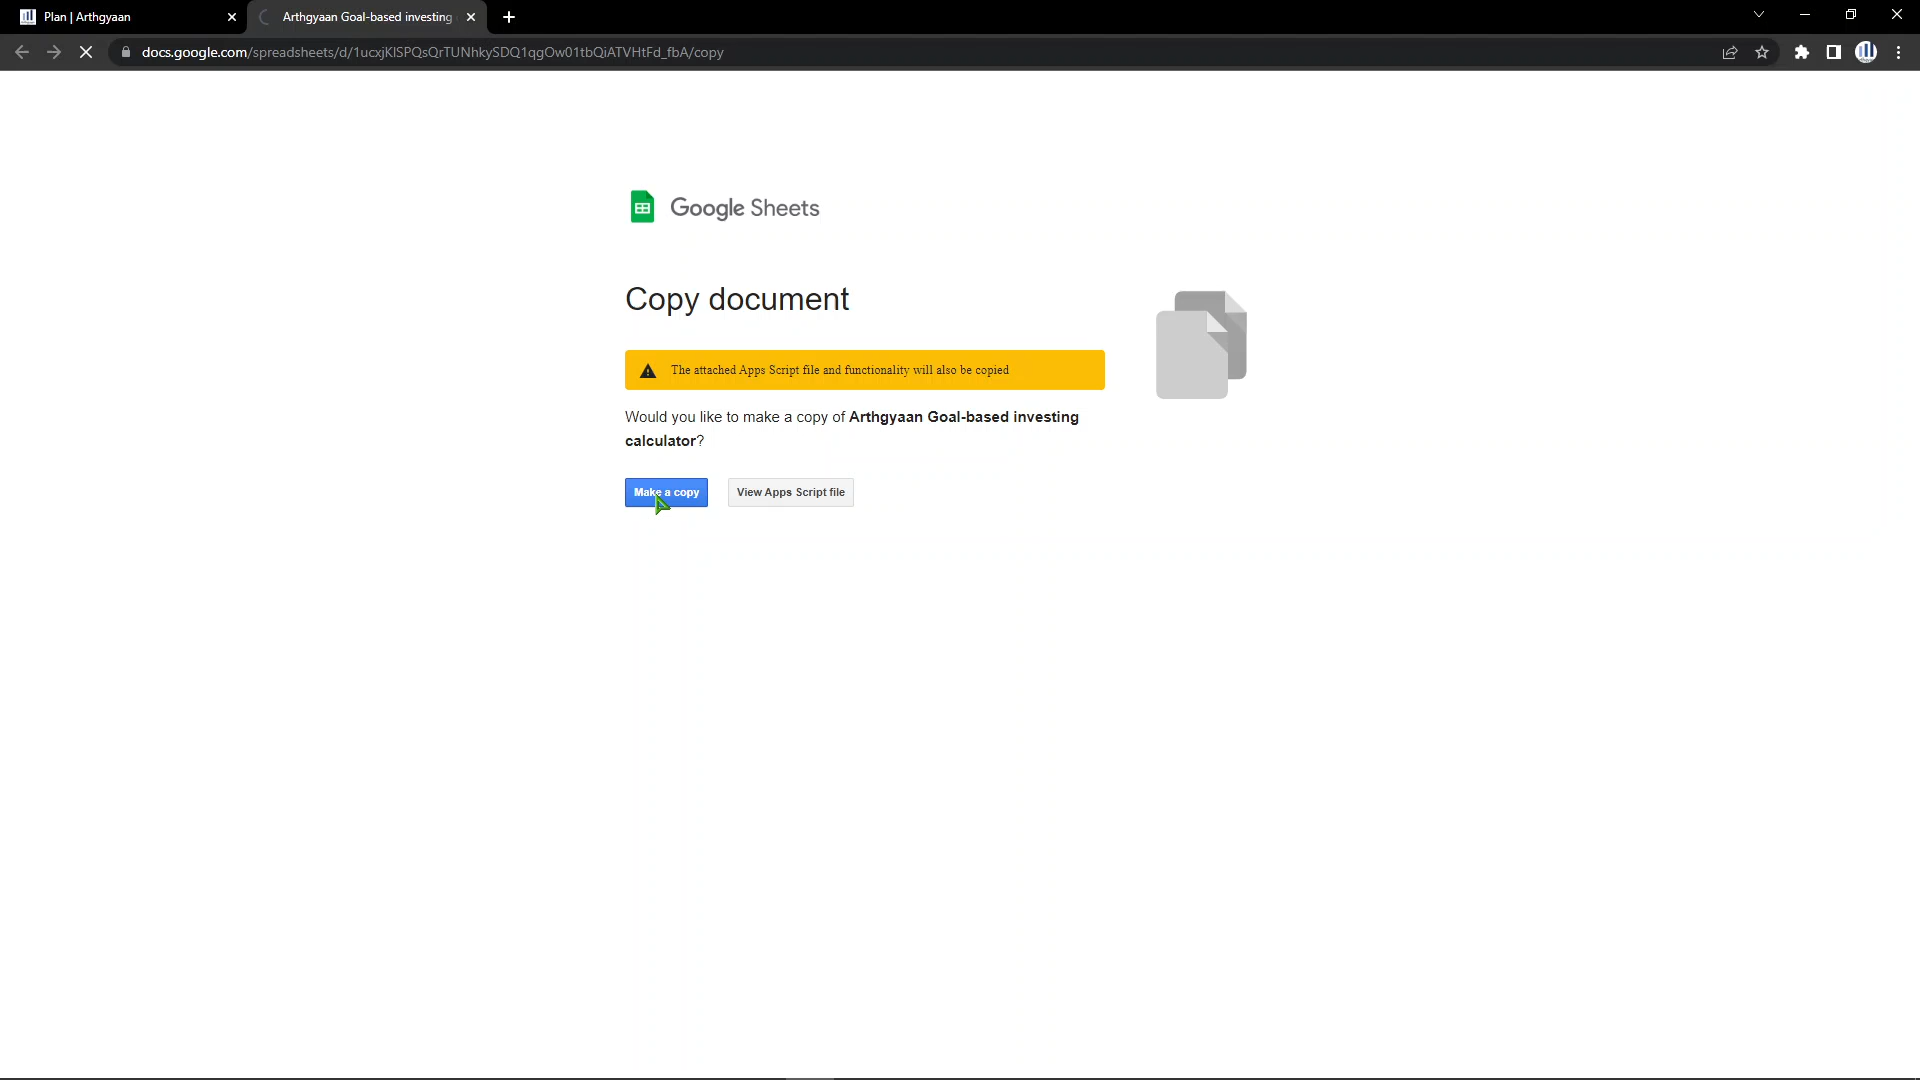 Plan | Arthgyaan
Arthgyaan Goal-based investing
docs.google.com/spreadsheets/d/1ucxjKISPQsQrTUNhkySDQ1qgOw01tbQiATVHtFd_fbA/copy
Google Sheets
Copy document
The attached Apps Script file and functionality will also be copied
Would you like to make a copy of Arthgyaan Goal-based investing
calculator?
Make a copy
View Apps Script file